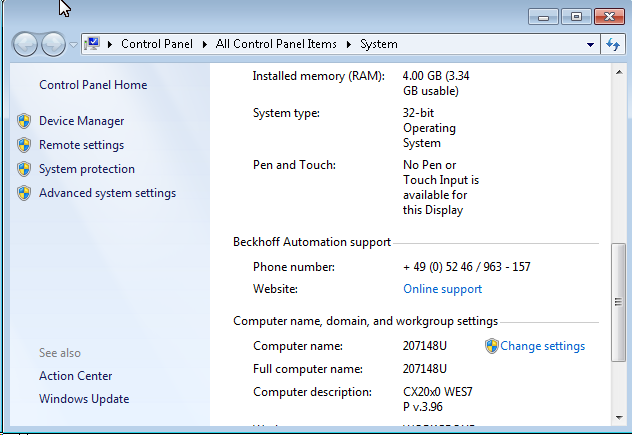 Control Panel
All Control Panel Items
System
Control Panel Home
Device Manager
Remote settings
System protection
Advanced system settings
See also
Action Center
Windows Update
Installed memory (RAM): 4.00 GB (3.34
GB usable)
System type: 32-bit
Operating
System
Pen and Touch: No Pen or
Touch Input is
available for
this Display
Beckhoff Automation support
Phone number: + 49 (0) 52 46 / 963 - 157
Website: Online support
Computer name, domain, and workgroup settings
Computer name: 207148U Change settings
Full computer name: 207148U
Computer description: CX20x0 WES7
P v.3.96